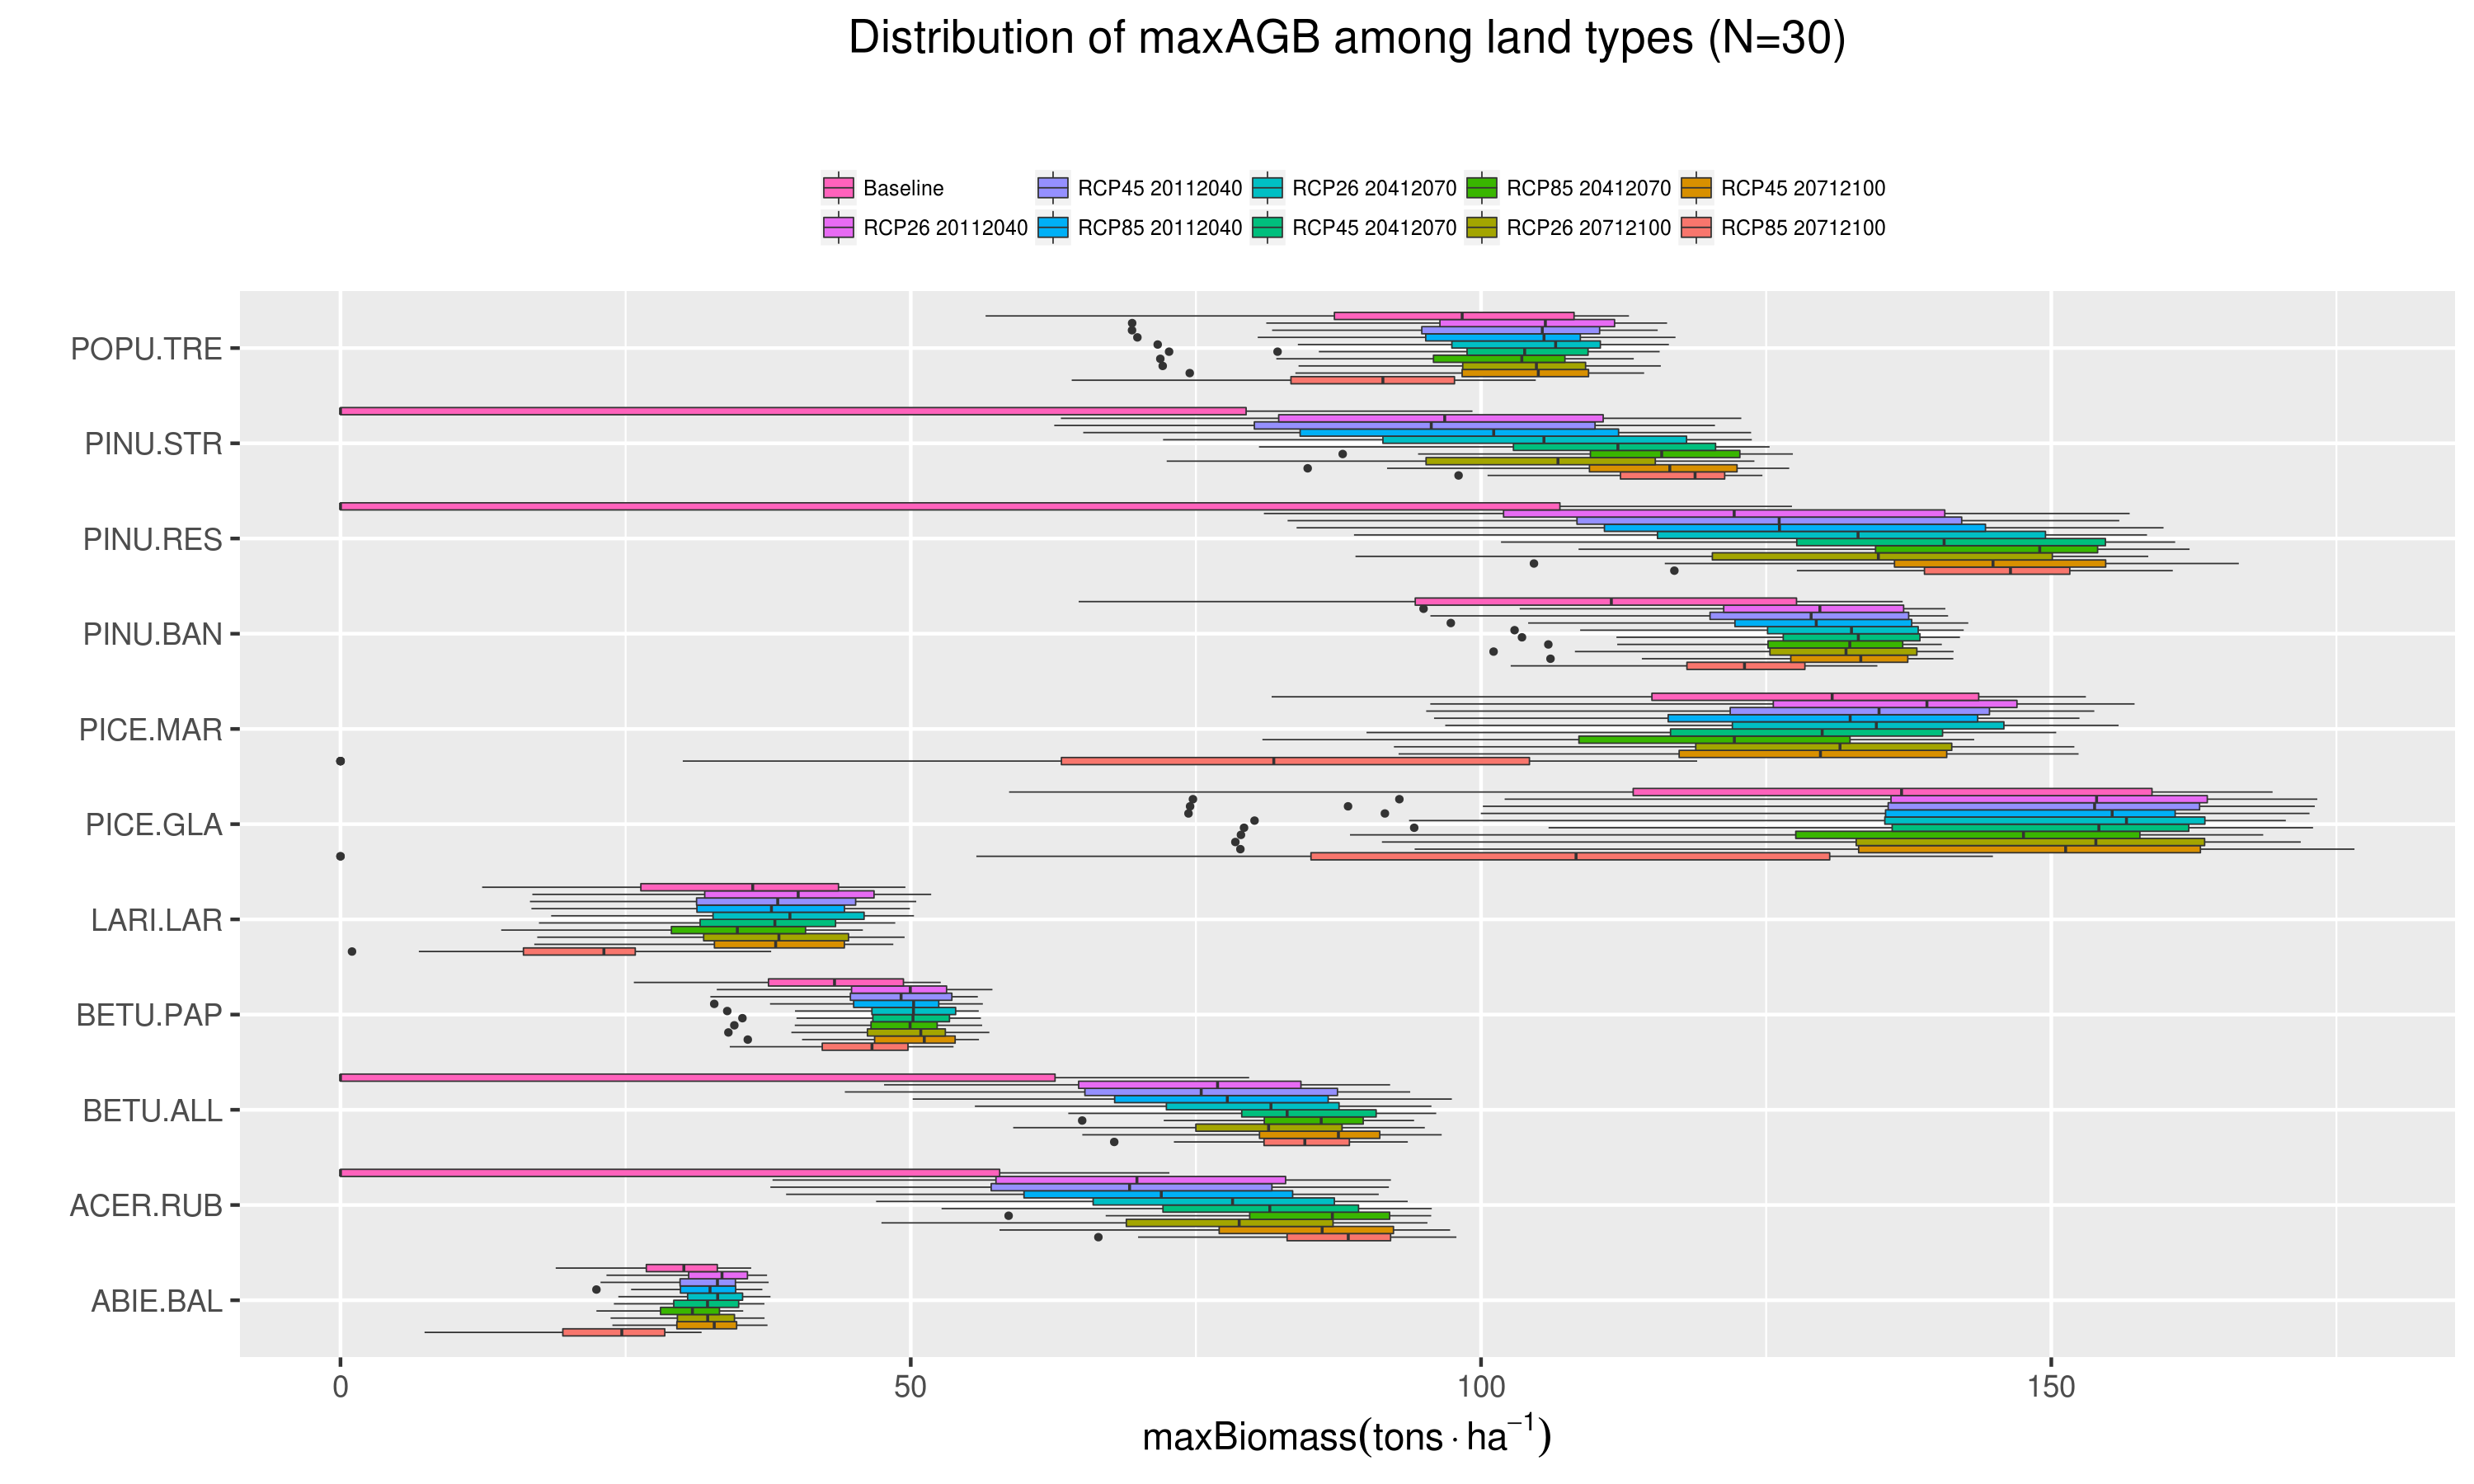 Distribution of maxAGB among land types (N=30)
Baseline RCP45 20112040 RCP26 20412070 RCP85 20412070 RCP45 20712100
RCP26 20112040 RCP85 20112040 RCP45 20412070 RCP26 20712100 RCP85 20712100
POPU.TRE
PINU.STR
PINU.RES
PINU.BAN
PICE.MAR
PICE.GLA
LARI.LAR
BETU.PAP
BETU.ALL
ACER.RUB
ABIE.BAL
0 50 100 150
maxBiomass(tons·ha⁻¹)